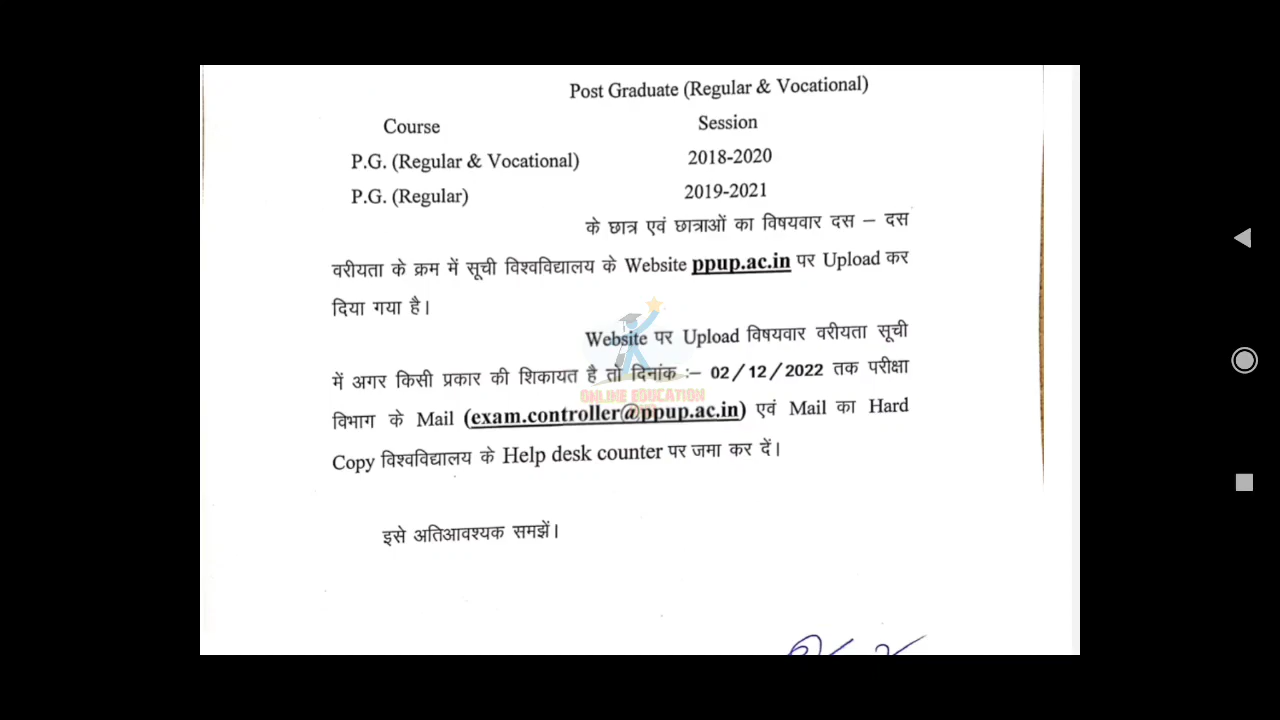 Post Graduate (Regular & Vocational)
Course Session
P.G. (Regular & Vocational) 2018-2020
P.G. (Regular) 2019-2021
के छात्र एवं छात्राओं का विषयवार दस – दस
वरीयता के क्रम में सूची विश्वविद्यालय के Website ppup.ac.in पर Upload कर
दिया गया है।
Website पर Upload विषयवार वरीयता सूची
में अगर किसी प्रकार की शिकायत है तो दिनांक :– 02/12/2022 तक परीक्षा
ONLINE EDUCATION
विभाग के Mail (exam.controller@ppup.ac.in) एवं Mail का Hard
Copy विश्वविद्यालय के Help desk counter पर जमा कर दें।
इसे अतिआवश्यक समझें।